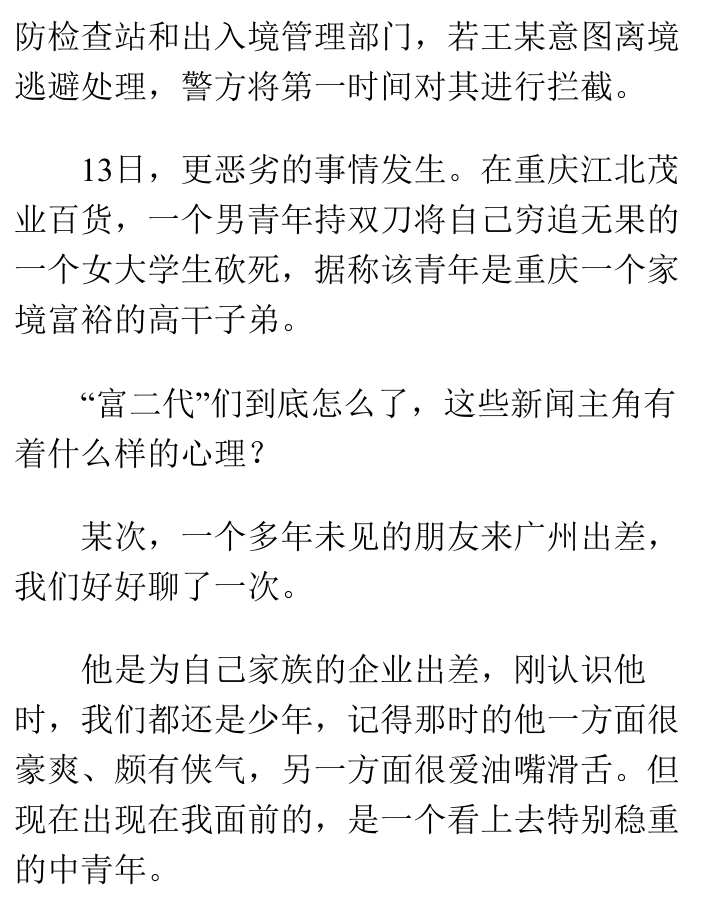 防检查站和出入境管理部门，若王某意图离境
逃避处理，警方将第一时间对其进行拦截。
13日，更恶劣的事情发生。在重庆江北茂
业百货，一个男青年持双刀将自己穷追无果的
一个女大学生砍死，据称该青年是重庆一个家
境富裕的高干子弟。
“富二代”们到底怎么了，这些新闻主角有
着什么样的心理？
某次，一个多年未见的朋友来广州出差，
我们好好聊了一次。
他是为自己家族的企业出差，刚认识他
时，我们都还是少年，记得那时的他一方面很
豪爽、颇有侠气，另一方面很爱油嘴滑舌。但
现在出现在我面前的，是一个看上去特别稳重
的中青年。